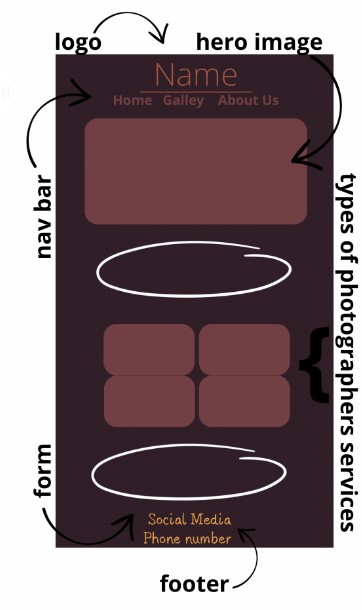 logo
hero image
Name
Home Galley About Us
nav bar
types of photographers services
form
Social Media
Phone number
footer